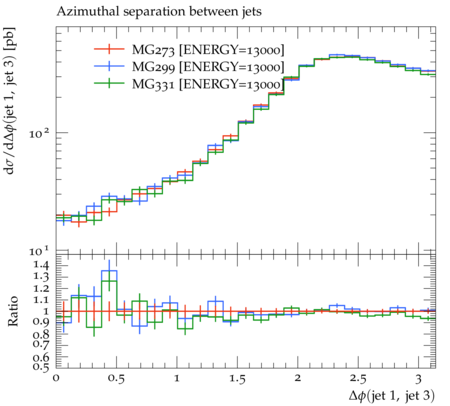 Azimuthal separation between jets
dσ/dΔϕ(jet 1, jet 3) [pb]
MG273 [ENERGY=13000]
MG299 [ENERGY=13000]
MG331 [ENERGY=13000]
10²
10¹
Ratio
1.4
1.3
1.2
1.1
1
0.9
0.8
0.7
0.6
0.5
0 0.5 1 1.5 2 2.5 3
Δϕ(jet 1, jet 3)